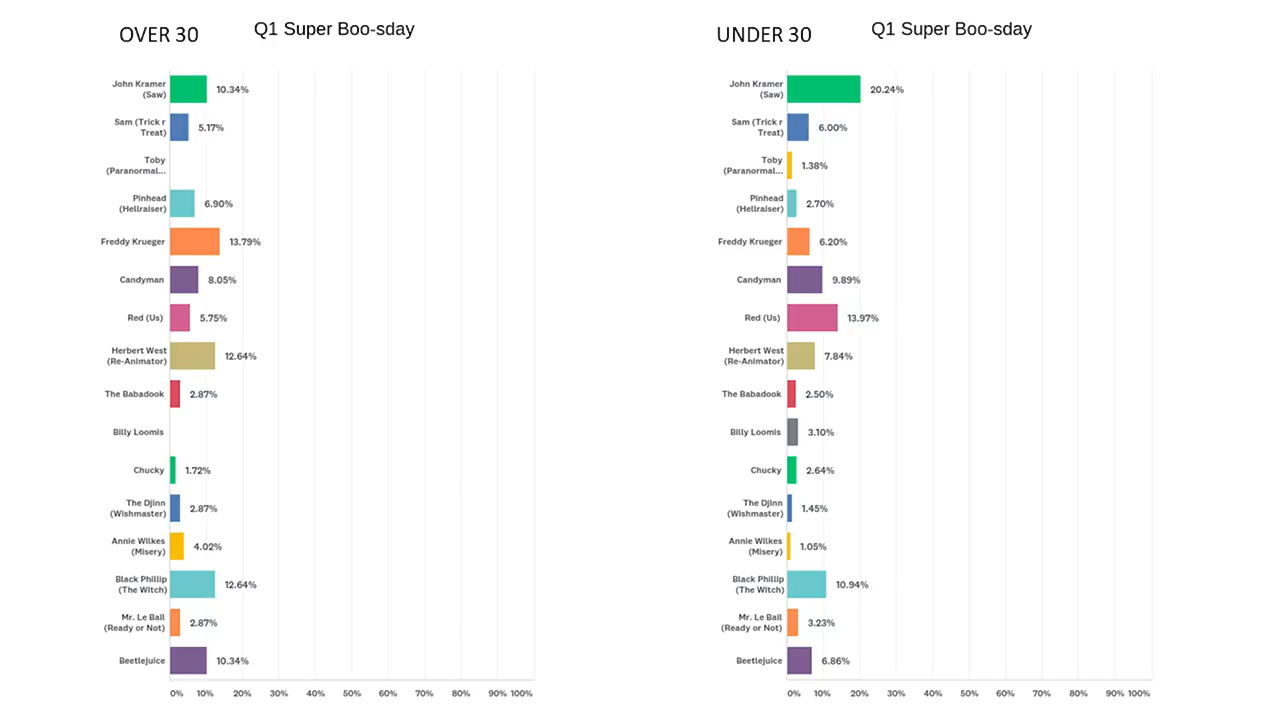 OVER 30
Q1 Super Boo-sday
John Kramer
(Saw)
10.34%
Sam (Trick r
Treat)
5.17%
Toby
(Paranormal...
Pinhead
(Hellraiser)
6.90%
Freddy Krueger
13.79%
Candyman
8.05%
Red (Us)
5.75%
Herbert West
(Re-Animator)
12.64%
The Babadook
2.87%
Billy Loomis
Chucky
1.72%
The Djinn
(Wishmaster)
2.87%
Annie Wilkes
(Misery)
4.02%
Black Phillip
(The Witch)
12.64%
Mr. Le Bail
(Ready or Not)
2.87%
Beetlejuice
10.34%
0% 10% 20% 30% 40% 50% 60% 70% 80% 90% 100%
UNDER 30
Q1 Super Boo-sday
John Kramer
(Saw)
20.24%
Sam (Trick r
Treat)
6.00%
Toby
(Paranormal...
1.38%
Pinhead
(Hellraiser)
2.70%
Freddy Krueger
6.20%
Candyman
9.89%
Red (Us)
13.97%
Herbert West
(Re-Animator)
7.84%
The Babadook
2.50%
Billy Loomis
3.10%
Chucky
2.64%
The Djinn
(Wishmaster)
1.45%
Annie Wilkes
(Misery)
1.05%
Black Phillip
(The Witch)
10.94%
Mr. Le Bail
(Ready or Not)
3.23%
Beetlejuice
6.86%
0% 10% 20% 30% 40% 50% 60% 70% 80% 90% 100%